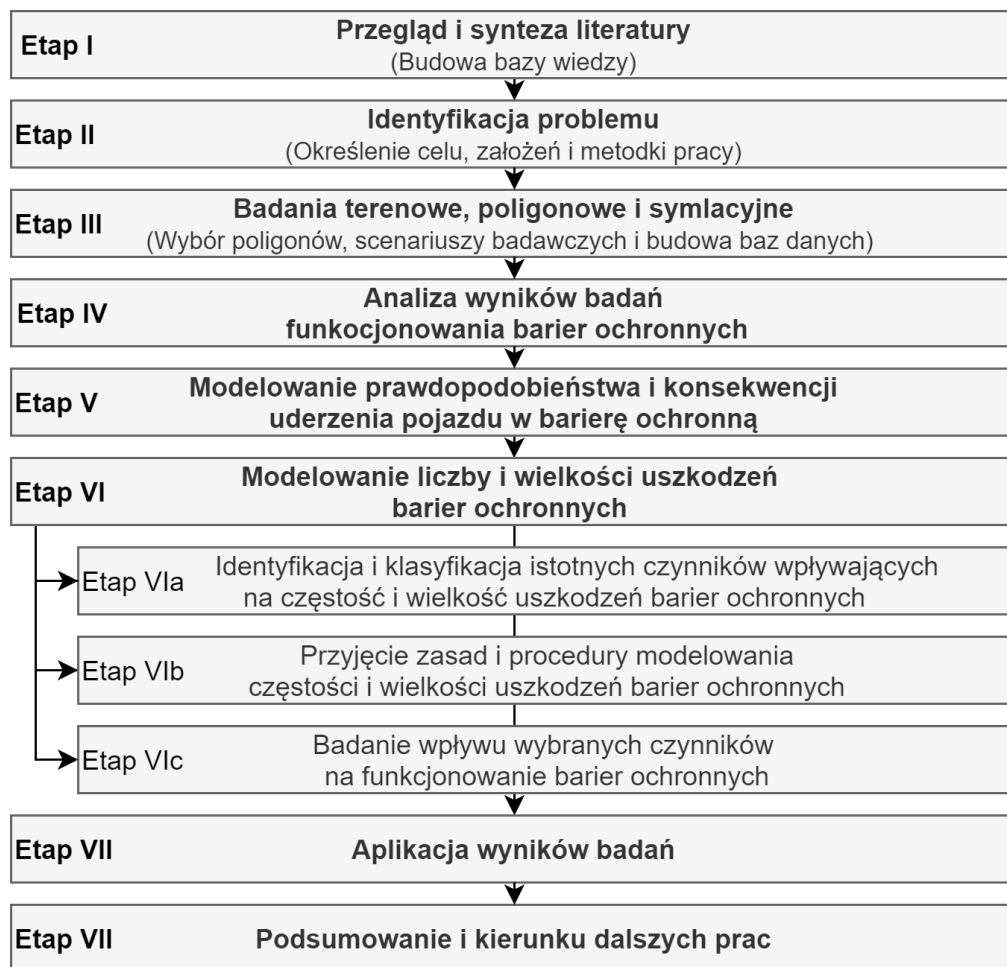 Etap I
Przegląd i synteza literatury
(Budowa bazy wiedzy)
Etap II
Identyfikacja problemu
(Określenie celu, założeń i metodki pracy)
Etap III
Badania terenowe, poligonowe i symlacyjne
(Wybór poligonów, scenariuszy badawczych i budowa baz danych)
Etap IV
Analiza wyników badań
funkocjonowania barier ochronnych
Etap V
Modelowanie prawdopodobieństwa i konsekwencji
uderzenia pojazdu w barierę ochronną
Etap VI
Modelowanie liczby i wielkości uszkodzeń
barier ochronnych
Etap VIa
Identyfikacja i klasyfikacja istotnych czynników wpływających
na częstość i wielkość uszkodzeń barier ochronnych
Etap VIb
Przyjęcie zasad i procedury modelowania
częstości i wielkości uszkodzeń barier ochronnych
Etap VIc
Badanie wpływu wybranych czynników
na funkcjonowanie barier ochronnych
Etap VII
Aplikacja wyników badań
Etap VII
Podsumowanie i kierunku dalszych prac